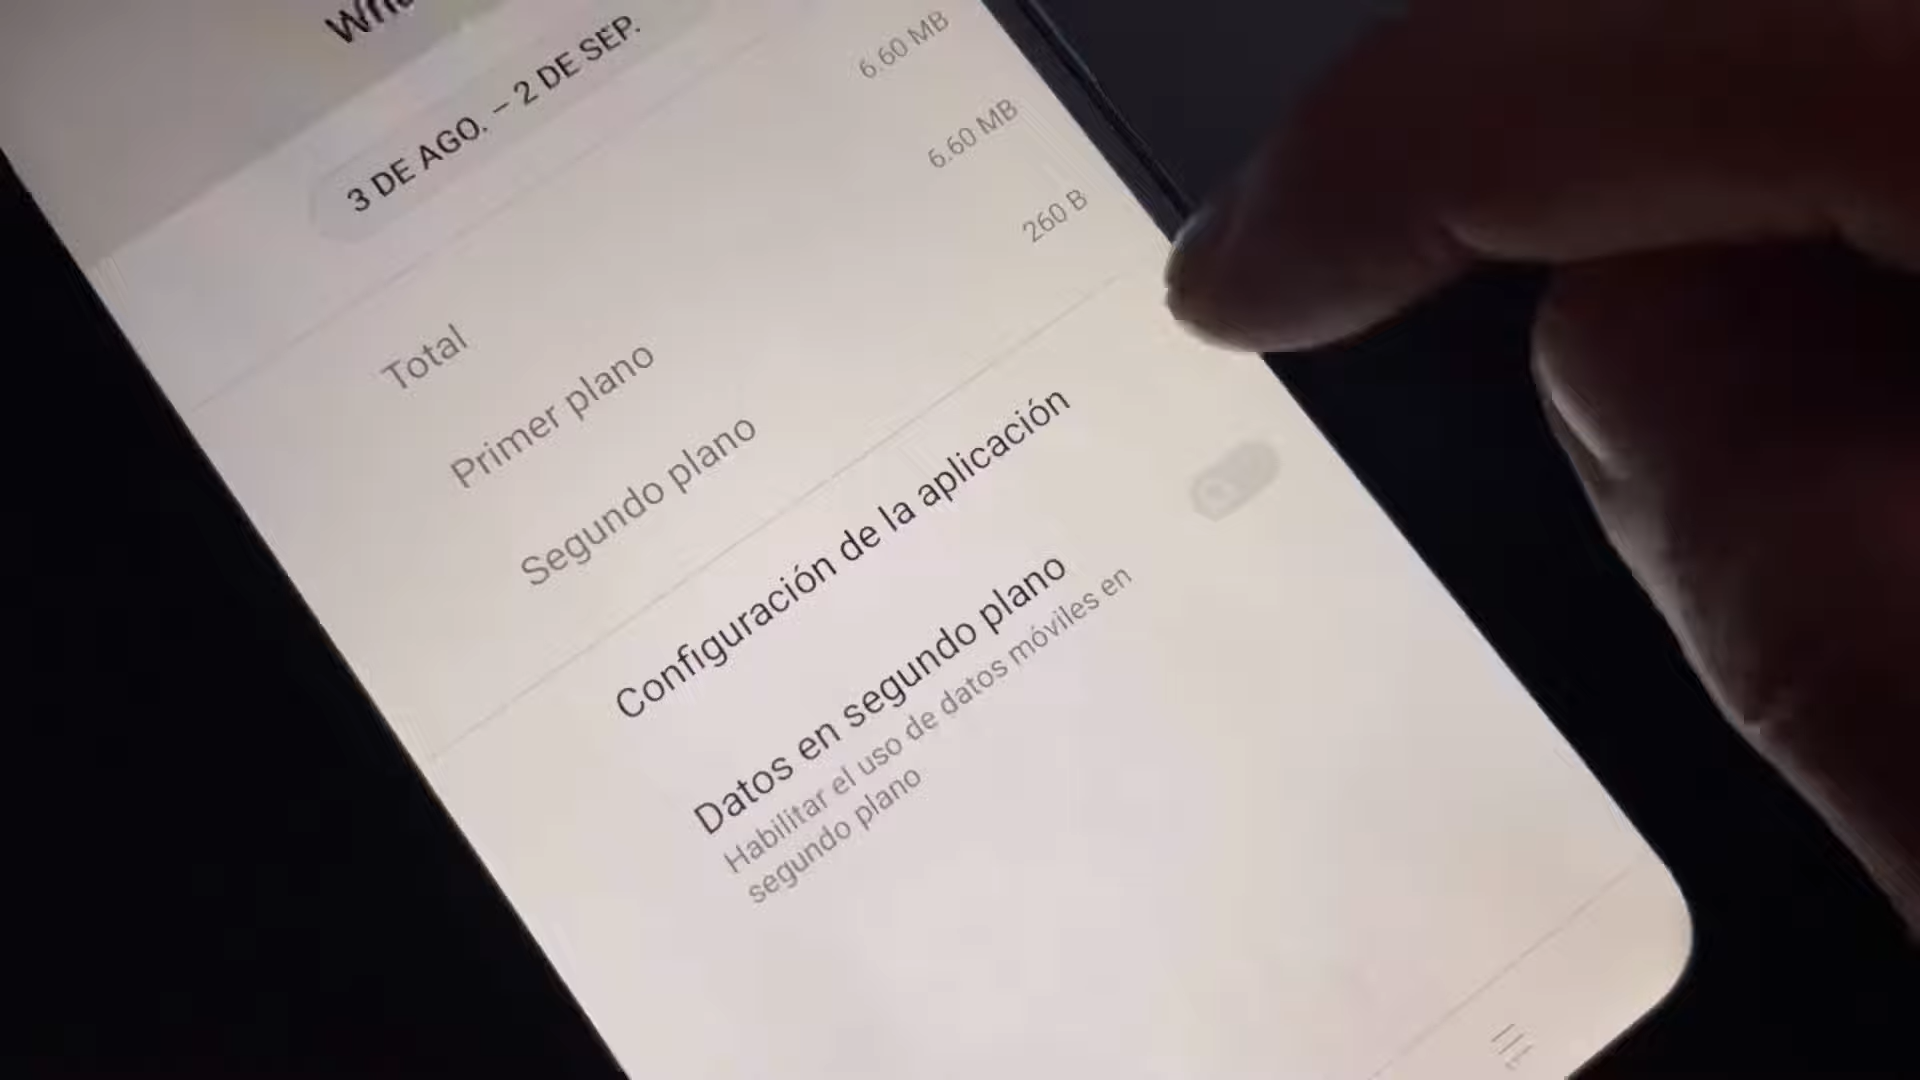 3 DE AGO. – 2 DE SEP.
Total
6.60 MB
Primer plano
6.60 MB
Segundo plano
260 B
Configuración de la aplicación
Datos en segundo plano
Habilitar el uso de datos móviles en
segundo plano